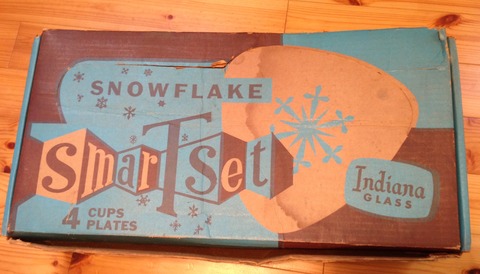 SNOWFLAKE
SmarTset
4 CUPS
PLATES
Indiana
GLASS